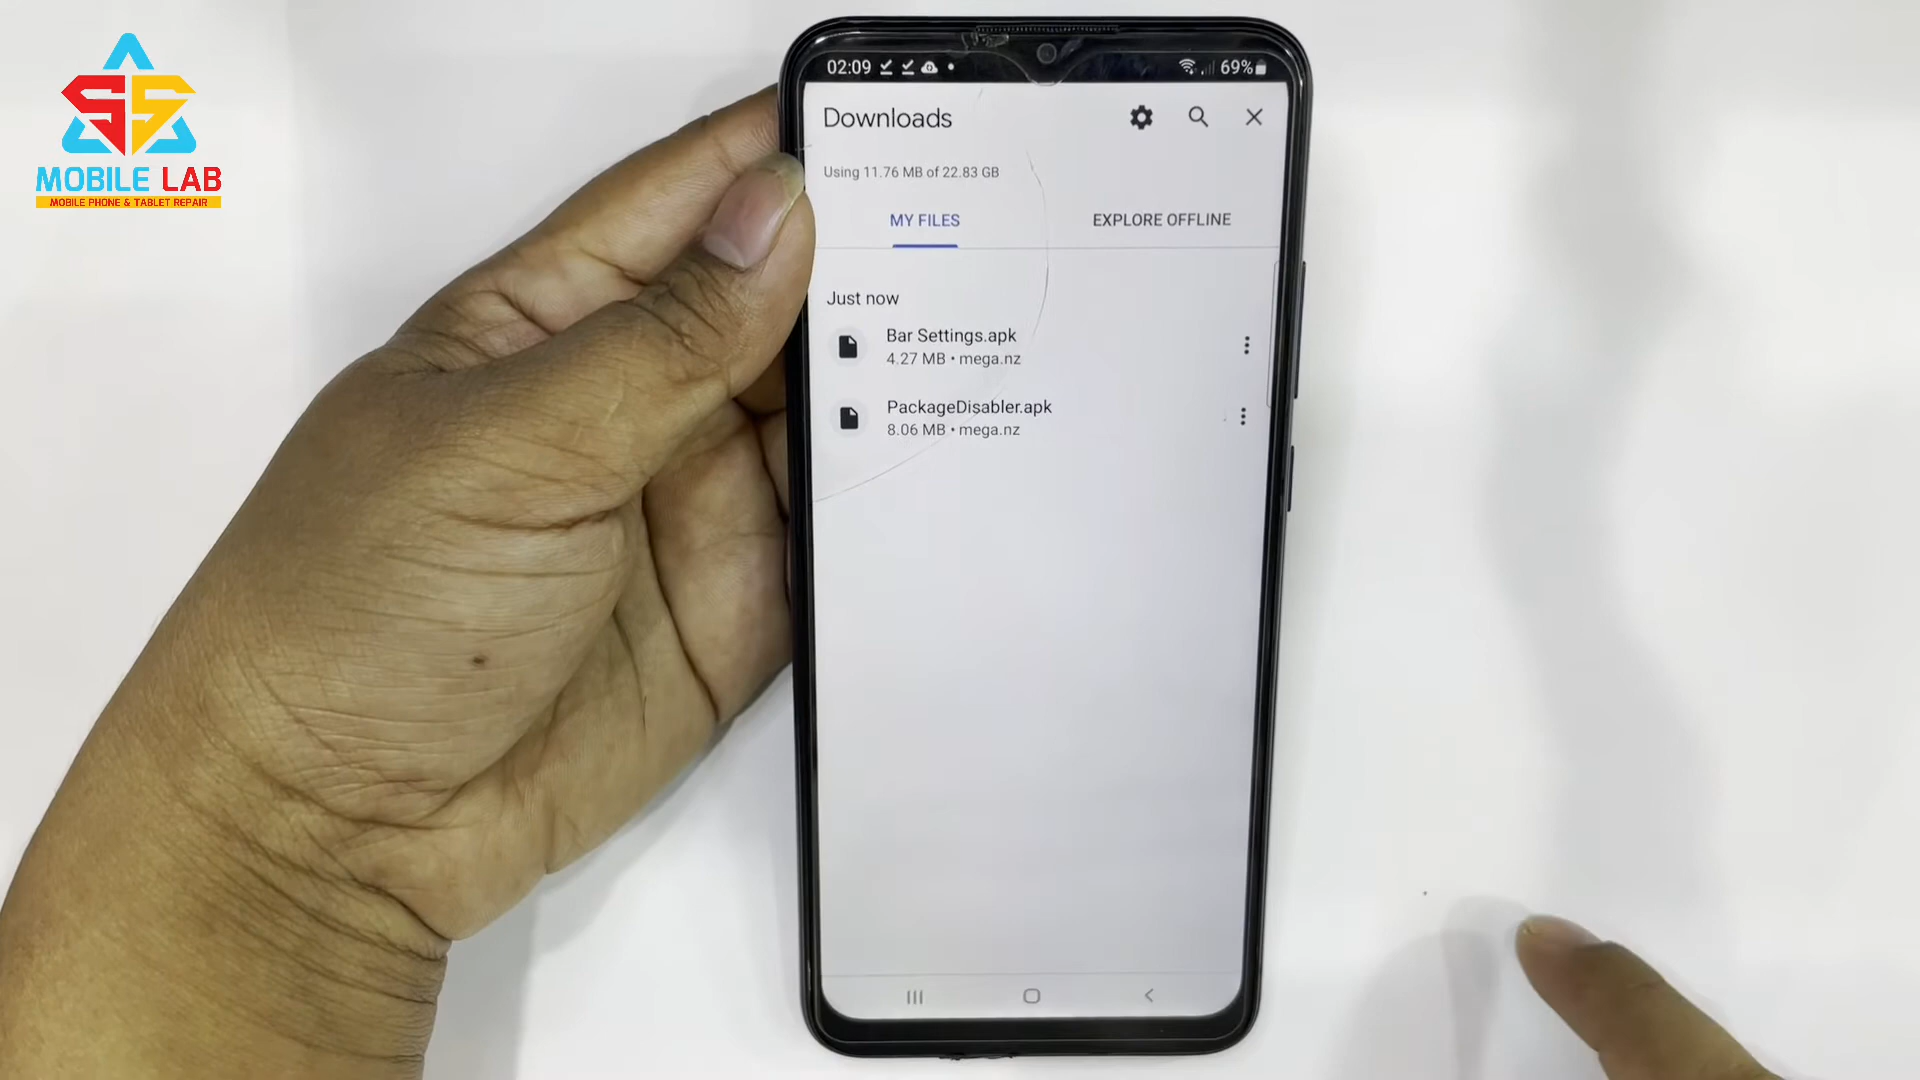 SS
MOBILE LAB
MOBILE PHONE & TABLET REPAIR
02:09
69%
Downloads
Using 11.76 MB of 22.83 GB
MY FILES
EXPLORE OFFLINE
Just now
Bar Settings.apk
4.27 MB • mega.nz
PackageDisabler.apk
8.06 MB • mega.nz